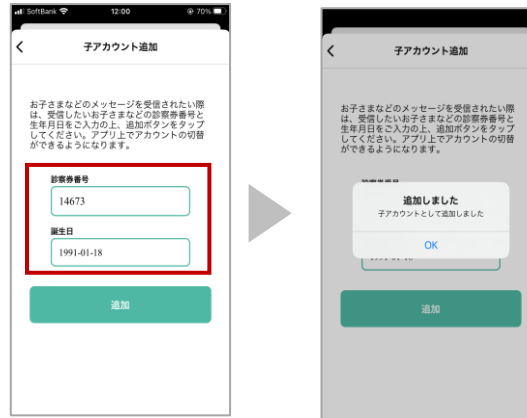 SoftBank 12:00 70%
子アカウント追加
お子さまなどのメッセージを受信されたい際
は、受信したいお子さまなどの診察券番号と
生年月日をご入力の上、追加ボタンをタップ
してください。アプリ上でアカウントの切替
ができるようになります。
診察券番号
14673
誕生日
1991-01-18
追加
子アカウント追加
お子さまなどのメッセージを受信されたい際
は、受信したいお子さまなどの診察券番号と
生年月日をご入力の上、追加ボタンをタップ
してください。アプリ上でアカウントの切替
ができるようになります。
追加しました
子アカウントとして追加しました
OK
追加